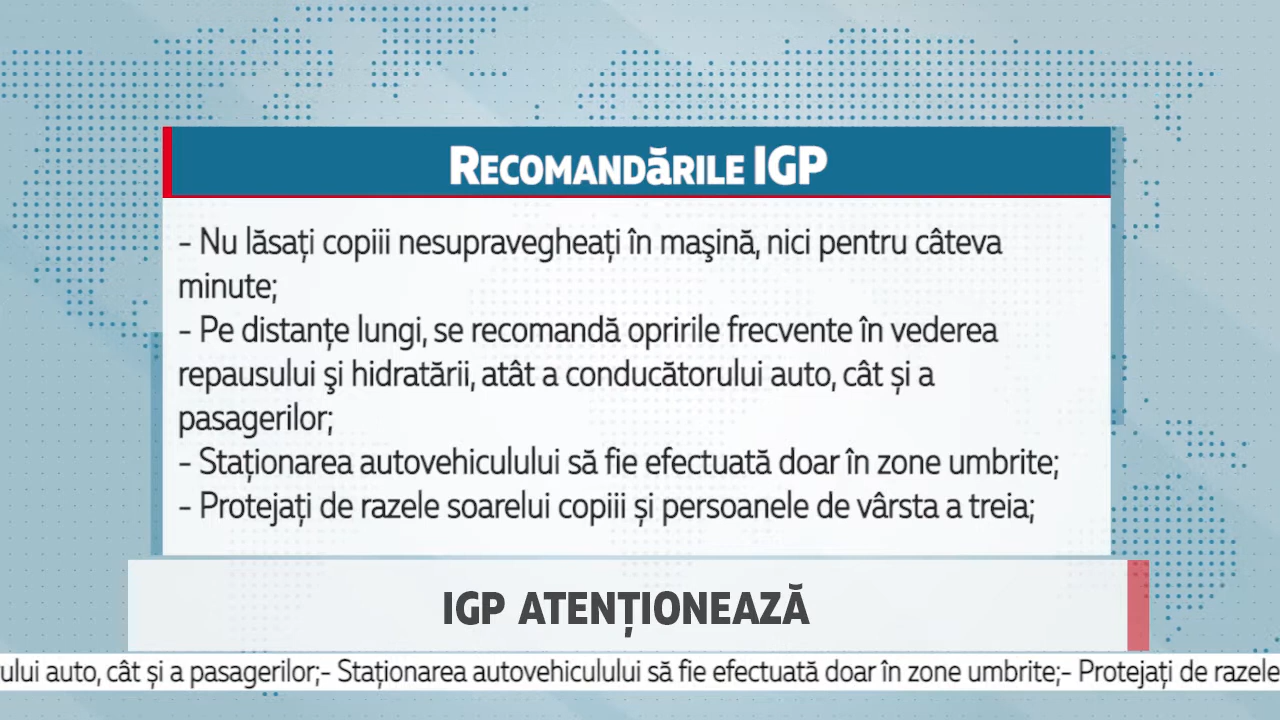 RECOMANDăRILE IGP
- Nu lăsați copiii nesupravegheați în maşină, nici pentru câteva
minute;
- Pe distanțe lungi, se recomandă opririle frecvente în vederea
repausului şi hidratării, atât a conducătorului auto, cât și a
pasagerilor;
- Staționarea autovehiculului să fie efectuată doar în zone umbrite;
- Protejați de razele soarelui copiii și persoanele de vârsta a treia;
IGP ATENȚIONEAZĂ
ului auto, cât și a pasagerilor;- Staționarea autovehiculului să fie efectuată doar în zone umbrite;- Protejați de razele